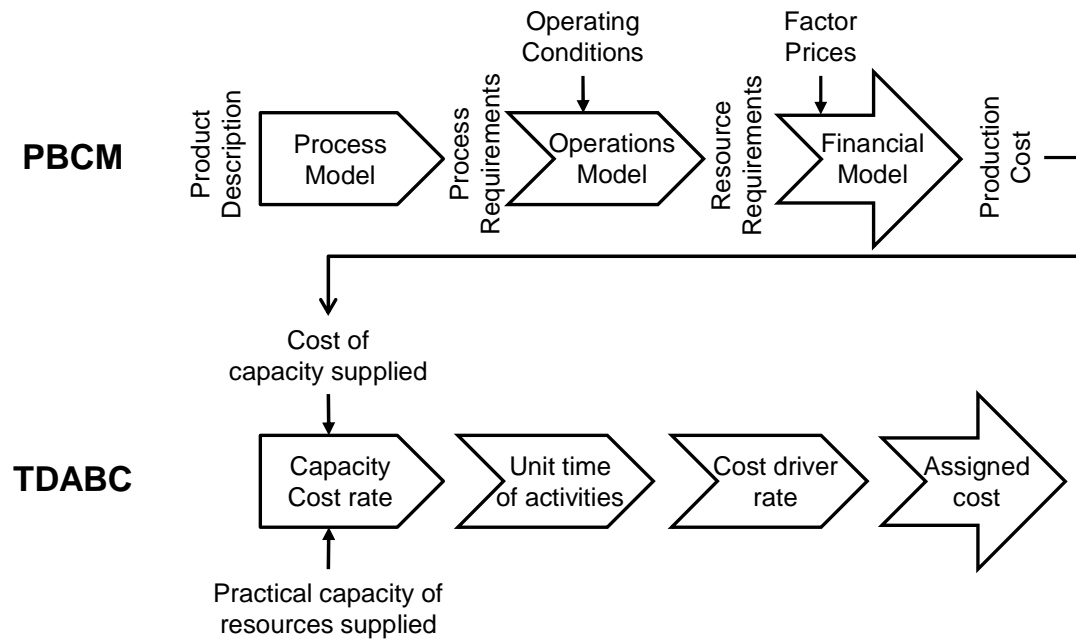 Operating
Conditions
Factor
Prices
PBCM
Product
Description
Process
Model
Process
Requirements
Operations
Model
Resource
Requirements
Financial
Model
Production
Cost
Cost of
capacity supplied
TDABC
Capacity
Cost rate
Unit time
of activities
Cost driver
rate
Assigned
cost
Practical capacity of
resources supplied